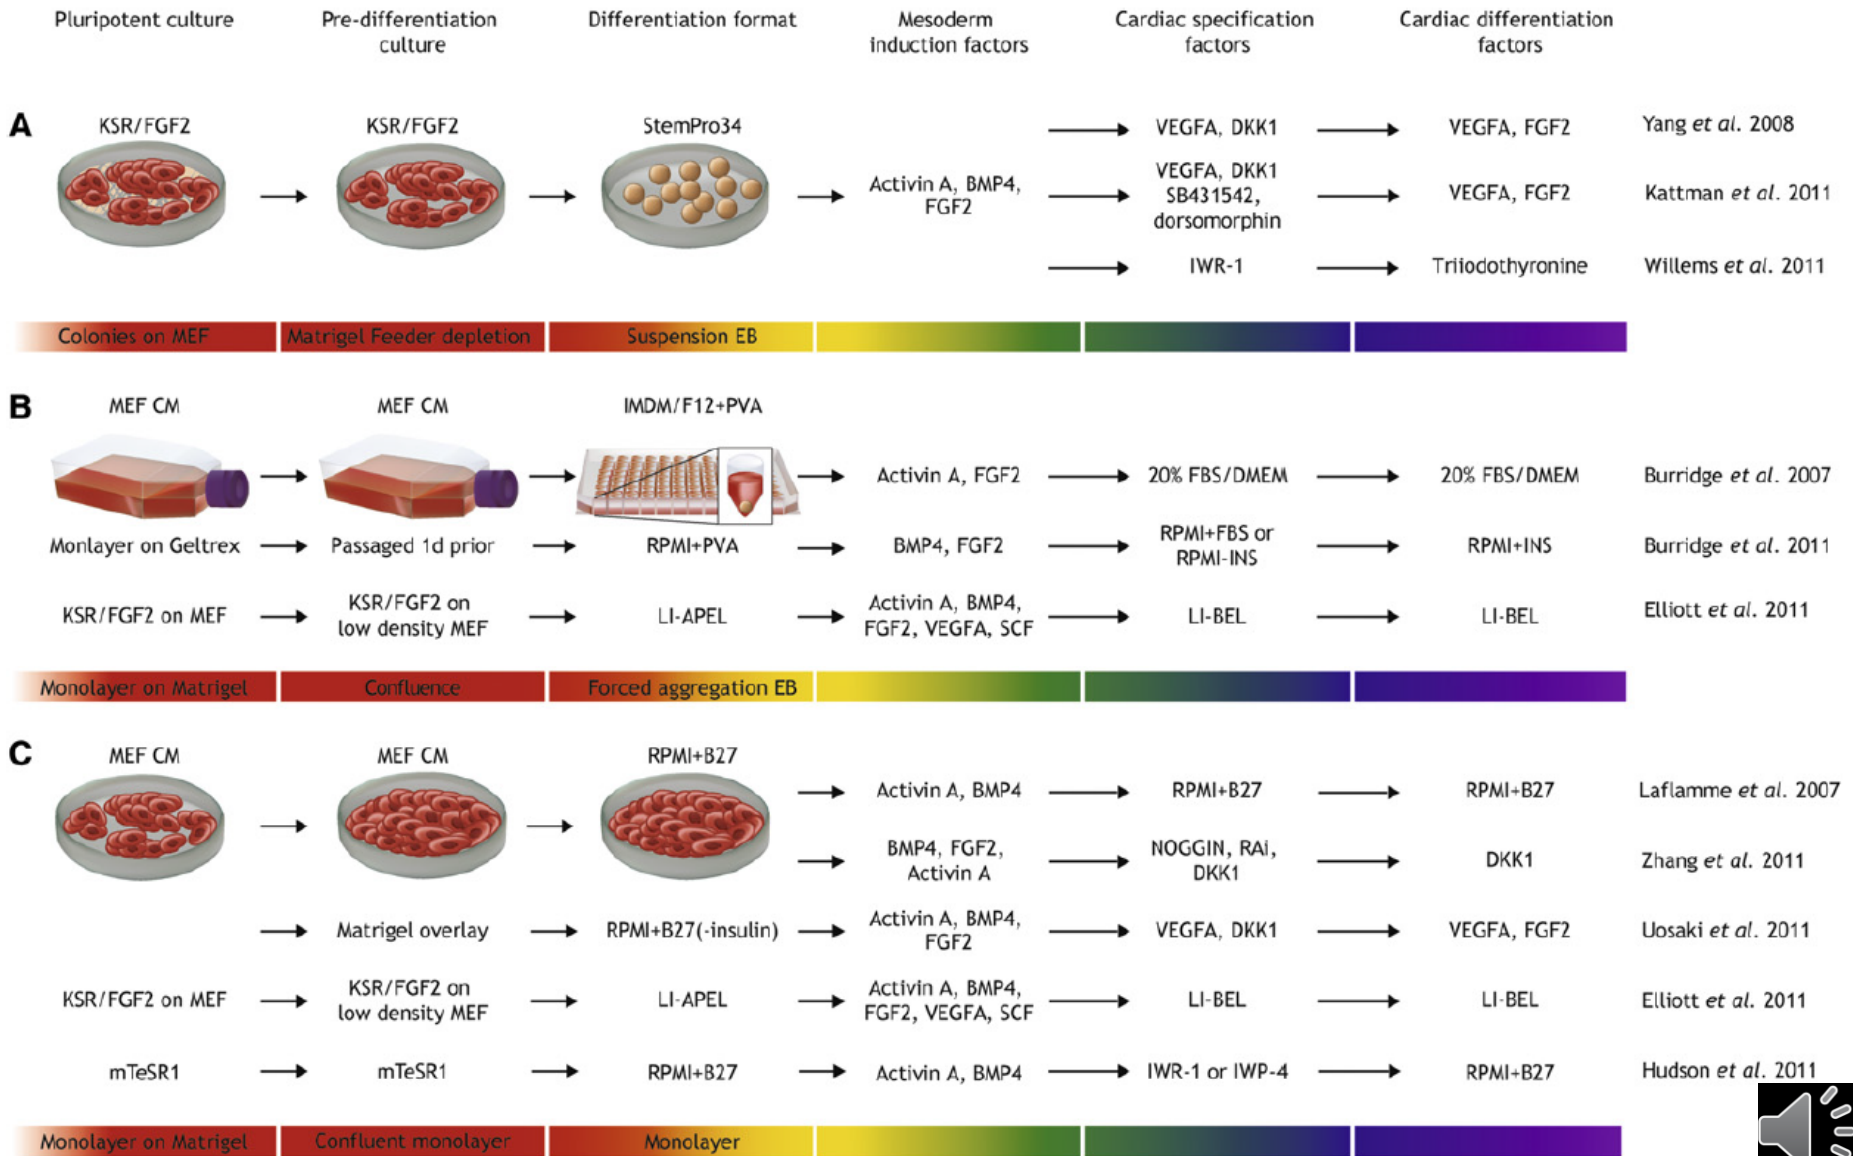 Pluripotent culture
Pre-differentiation
culture
Differentiation format
Mesoderm
induction factors
Cardiac specification
factors
Cardiac differentiation
factors
A
KSR/FGF2
KSR/FGF2
StemPro34
Activin A, BMP4,
FGF2
VEGFA, DKK1
VEGFA, FGF2
Yang et al. 2008
VEGFA, DKK1
SB431542,
dorsomorphin
VEGFA, FGF2
Kattman et al. 2011
IWR-1
Triiodothyronine
Willems et al. 2011
Colonies on MEF
Matrigel Feeder depletion
Suspension EB
B
MEF CM
MEF CM
IMDM/F12+PVA
Activin A, FGF2
20% FBS/DMEM
20% FBS/DMEM
Burridge et al. 2007
Monlayer on Geltrex
Passaged 1d prior
RPMI+PVA
BMP4, FGF2
RPMI+FBS or
RPMI-INS
RPMI+INS
Burridge et al. 2011
KSR/FGF2 on MEF
KSR/FGF2 on
low density MEF
LI-APEL
Activin A, BMP4,
FGF2, VEGFA, SCF
LI-BEL
LI-BEL
Elliott et al. 2011
Monolayer on Matrigel
Confluence
Forced aggregation EB
C
MEF CM
MEF CM
RPMI+B27
Activin A, BMP4
RPMI+B27
RPMI+B27
Laflamme et al. 2007
BMP4, FGF2,
Activin A
NOGGIN, RAi,
DKK1
DKK1
Zhang et al. 2011
Matrigel overlay
RPMI+B27(-insulin)
Activin A, BMP4,
FGF2
VEGFA, DKK1
VEGFA, FGF2
Uosaki et al. 2011
KSR/FGF2 on MEF
KSR/FGF2 on
low density MEF
LI-APEL
Activin A, BMP4,
FGF2, VEGFA, SCF
LI-BEL
LI-BEL
Elliott et al. 2011
mTeSR1
mTeSR1
RPMI+B27
Activin A, BMP4
IWR-1 or IWP-4
RPMI+B27
Hudson et al. 2011
Monolayer on Matrigel
Confluent monolayer
Monolayer